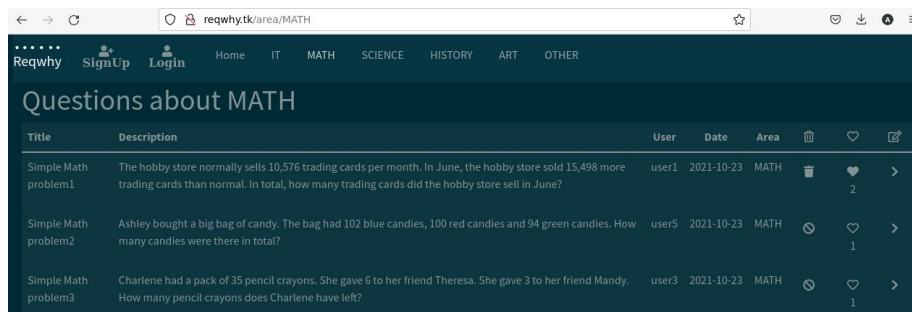 reqwhy.tk/area/MATH
A
Reqwhy SignUp Login Home IT MATH SCIENCE HISTORY ART OTHER
Questions about MATH
Title Description User Date Area
Simple Math problem1 The hobby store normally sells 10,576 trading cards per month. In June, the hobby store sold 15,498 more user1 2021-10-23 MATH
trading cards than normal. In total, how many trading cards did the hobby store sell in June?
2
Simple Math problem2 Ashley bought a big bag of candy. The bag had 102 blue candies, 100 red candies and 94 green candies. How user5 2021-10-23 MATH
many candies were there in total?
1
Simple Math problem3 Charlene had a pack of 35 pencil crayons. She gave 6 to her friend Theresa. She gave 3 to her friend Mandy. user3 2021-10-23 MATH
How many pencil crayons does Charlene have left?
1